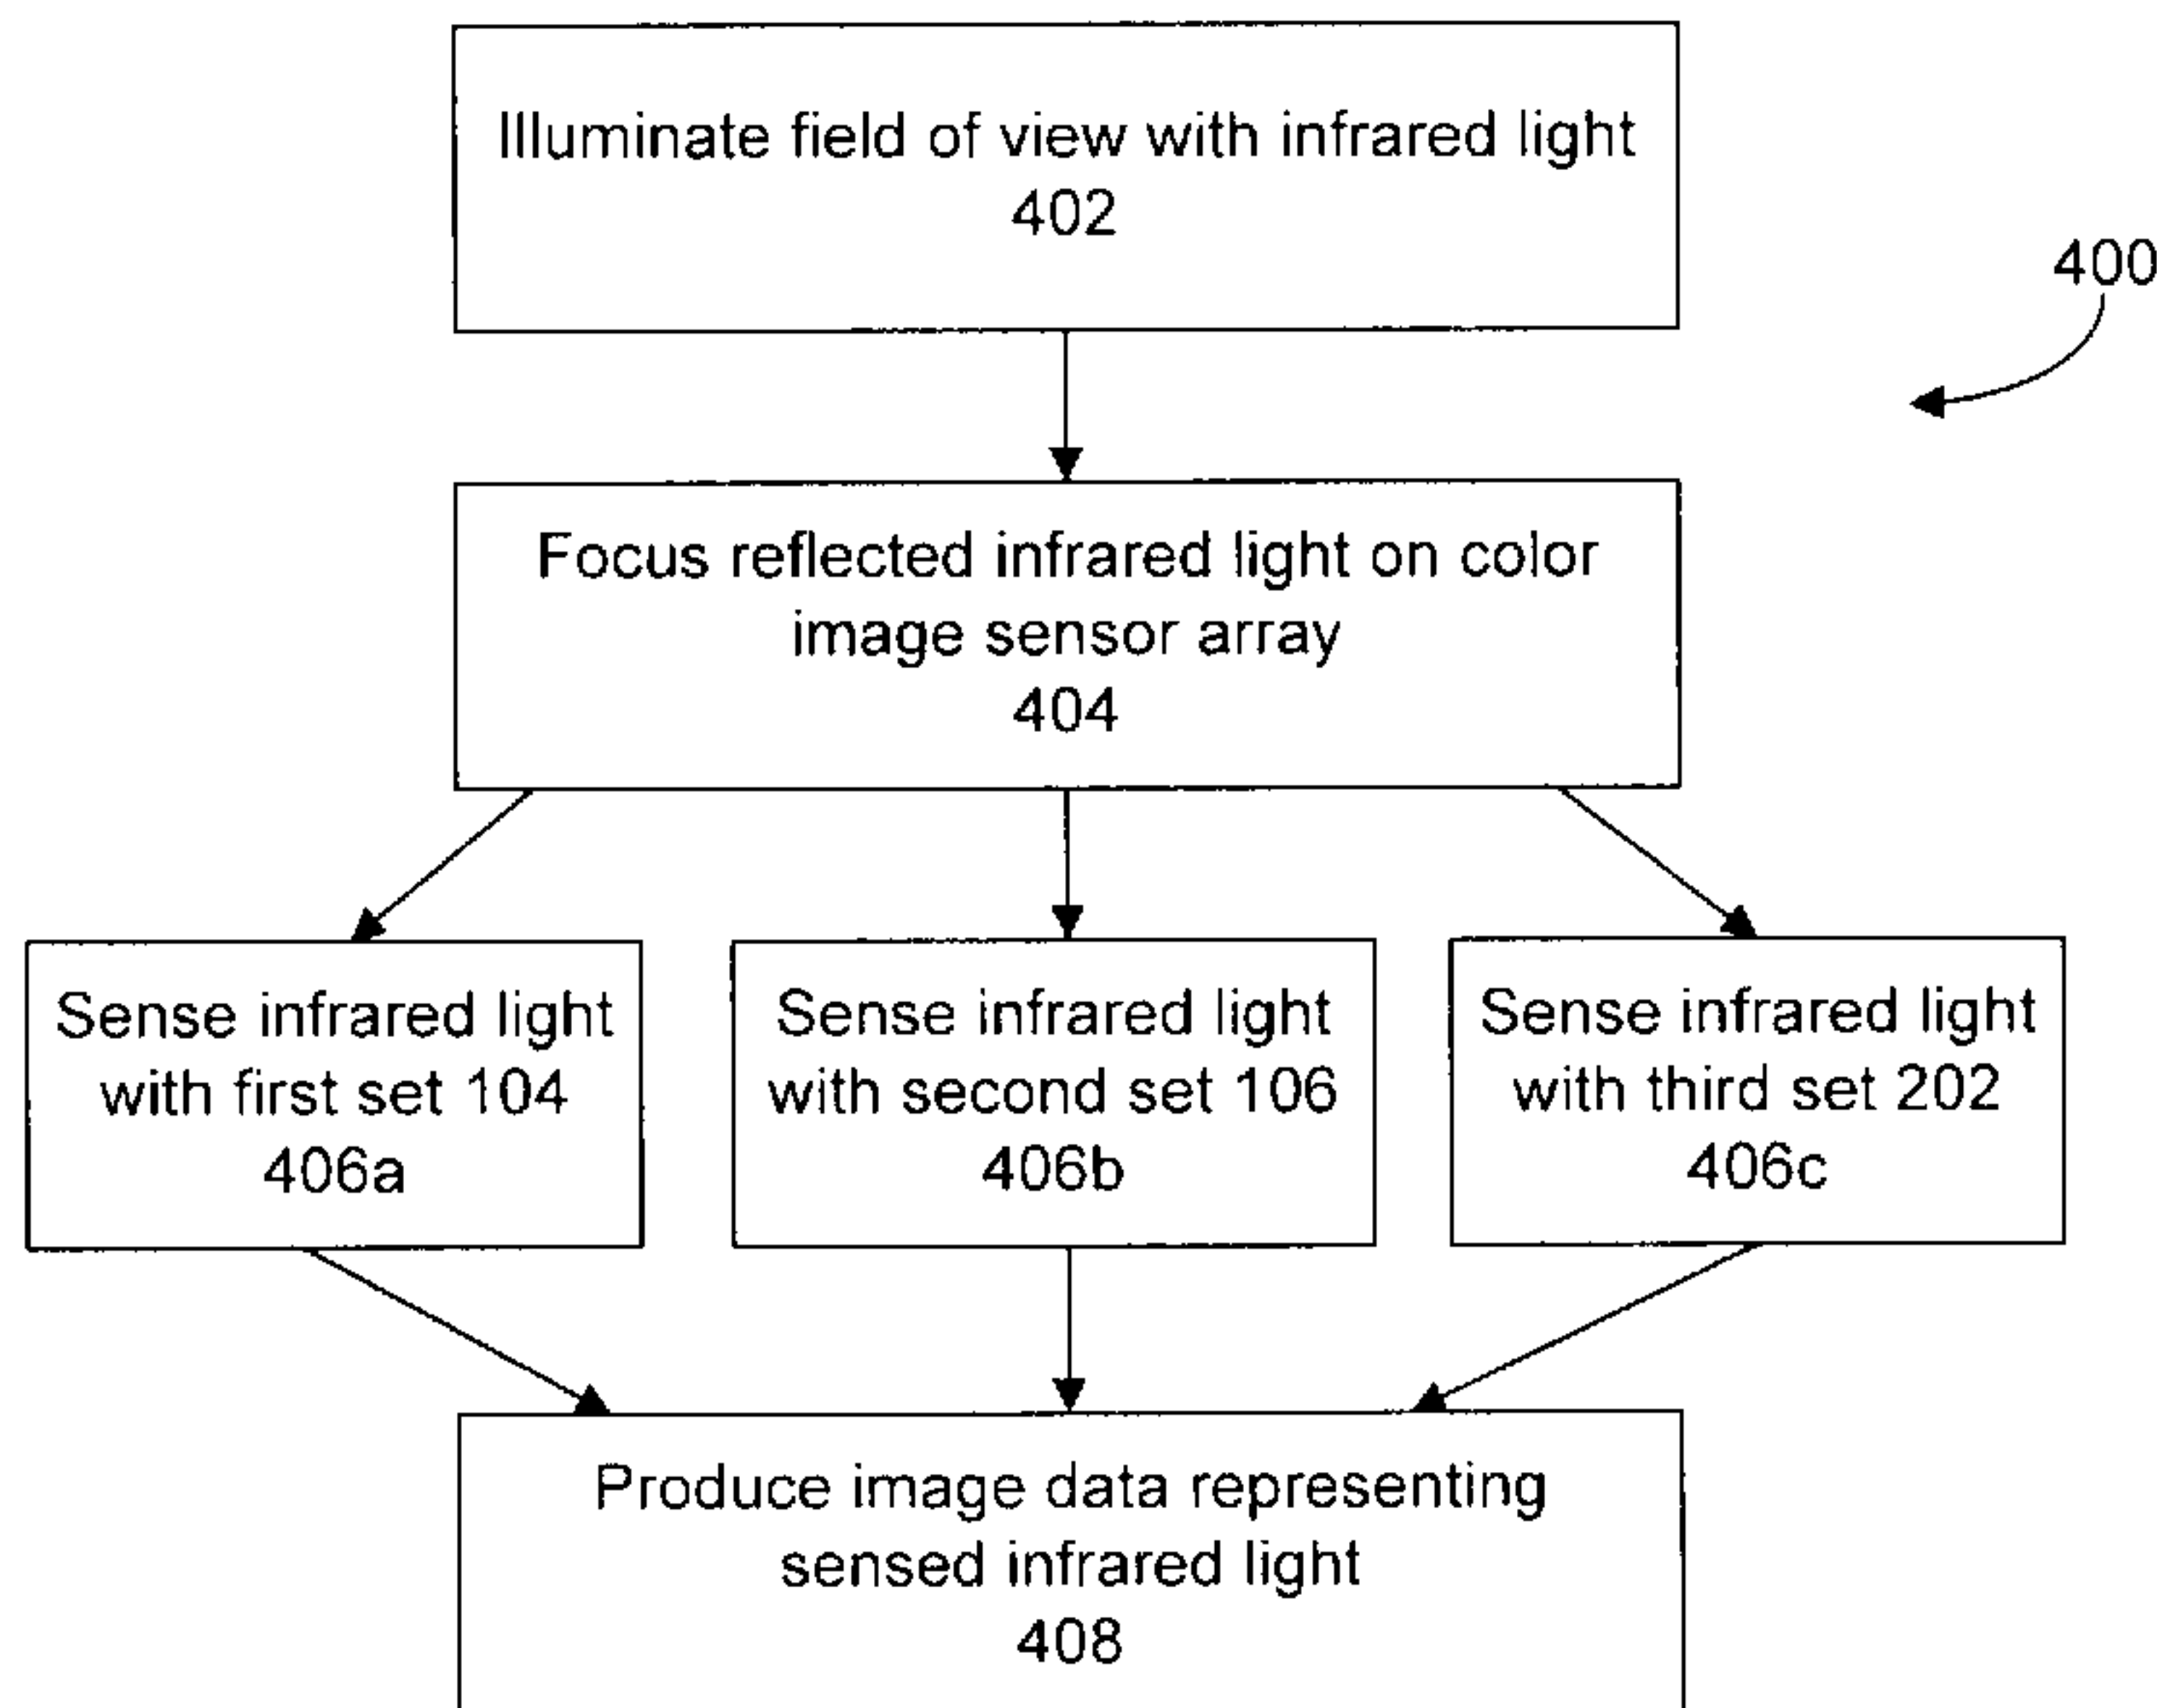 Illuminate field of view with infrared light
402
400
Focus reflected infrared light on color
image sensor array
404
Sense infrared light
with first set 104
406a
Sense infrared light
with second set 106
406b
Sense infrared light
with third set 202
406c
Produce image data representing
sensed infrared light
408